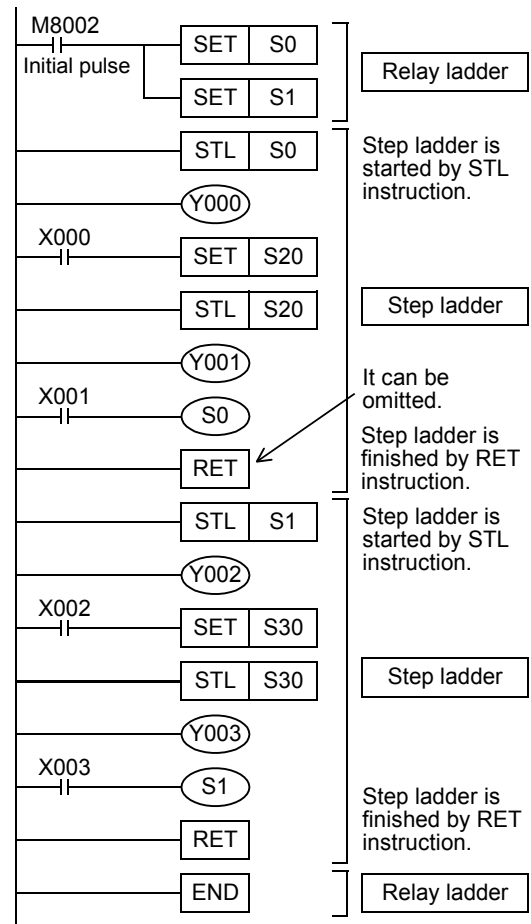 M8002
SET S0
Initial pulse
Relay ladder
SET S1
STL S0
Step ladder is
started by STL
instruction.
Y000
X000
SET S20
STL S20
Step ladder
Y001
It can be
omitted.
X001
S0
Step ladder is
finished by RET
instruction.
RET
STL S1
Step ladder is
started by STL
instruction.
Y002
X002
SET S30
STL S30
Step ladder
Y003
X003
S1
Step ladder is
finished by RET
instruction.
RET
END
Relay ladder